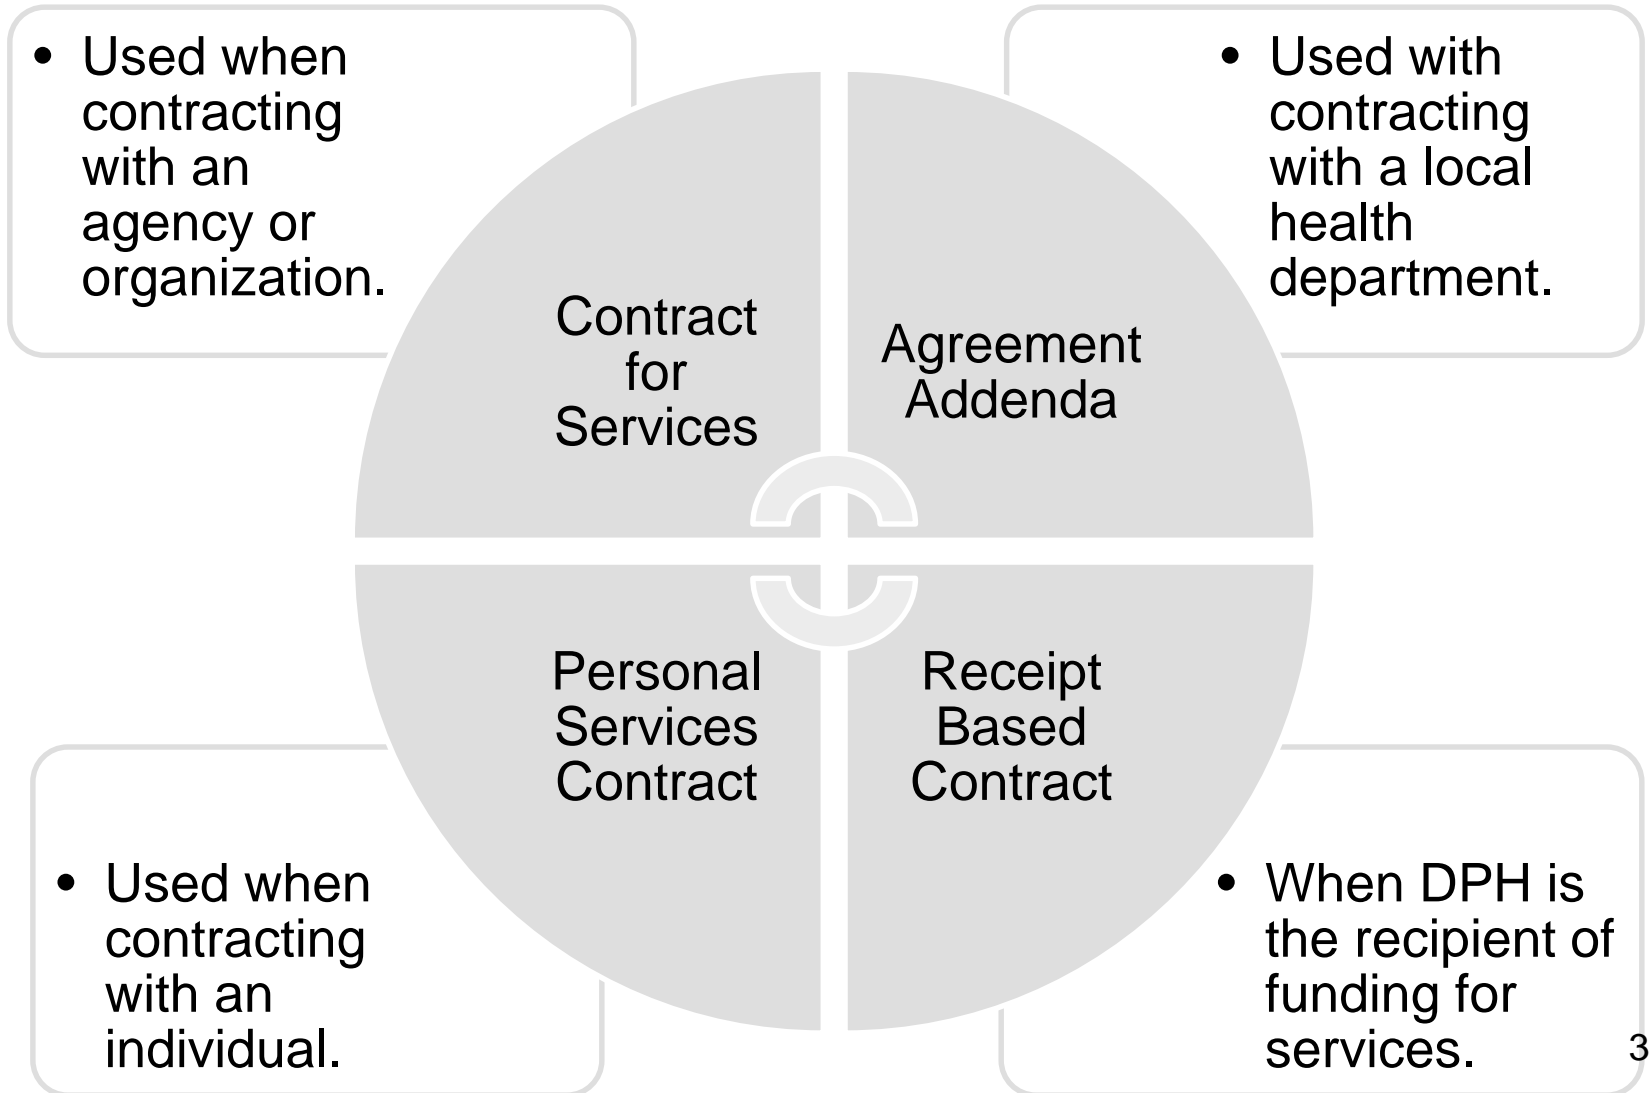 • Used when
contracting
with an
agency or
organization.
• Used with
contracting
with a local
health
department.
Contract
for
Services
Agreement
Addenda
Personal
Services
Contract
Receipt
Based
Contract
• Used when
contracting
with an
individual.
• When DPH is
the recipient of
funding for
services.
3